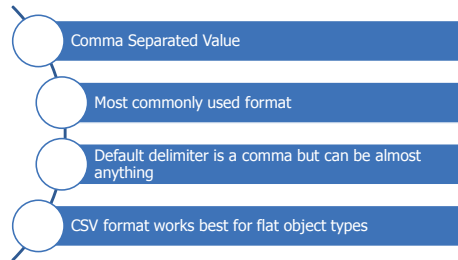 Comma Separated Value
Most commonly used format
Default delimiter is a comma but can be almost
anything
CSV format works best for flat object types